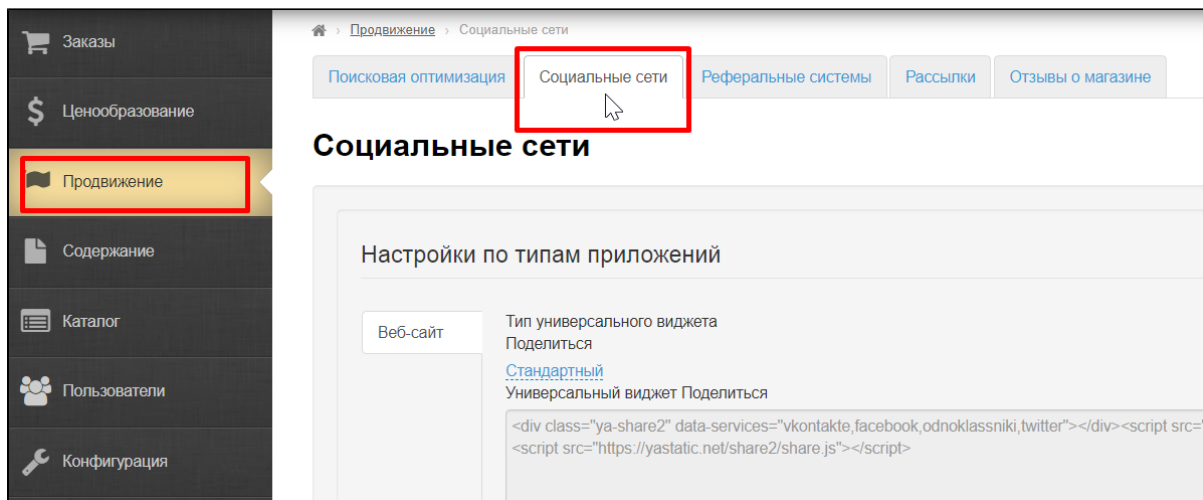 Заказы
Ценообразование
Продвижение
Содержание
Каталог
Пользователи
Конфигурация
› Продвижение › Социальные сети
Поисковая оптимизация Социальные сети Реферальные системы Рассылки Отзывы о магазине
Социальные сети
Настройки по типам приложений
Веб-сайт
Тип универсального виджета
Поделиться
Стандартный
Универсальный виджет Поделиться
<div class="ya-share2" data-services="vkontakte,facebook,odnoklassniki,twitter"></div><script src="
<script src="https://yastatic.net/share2/share.js"></script>